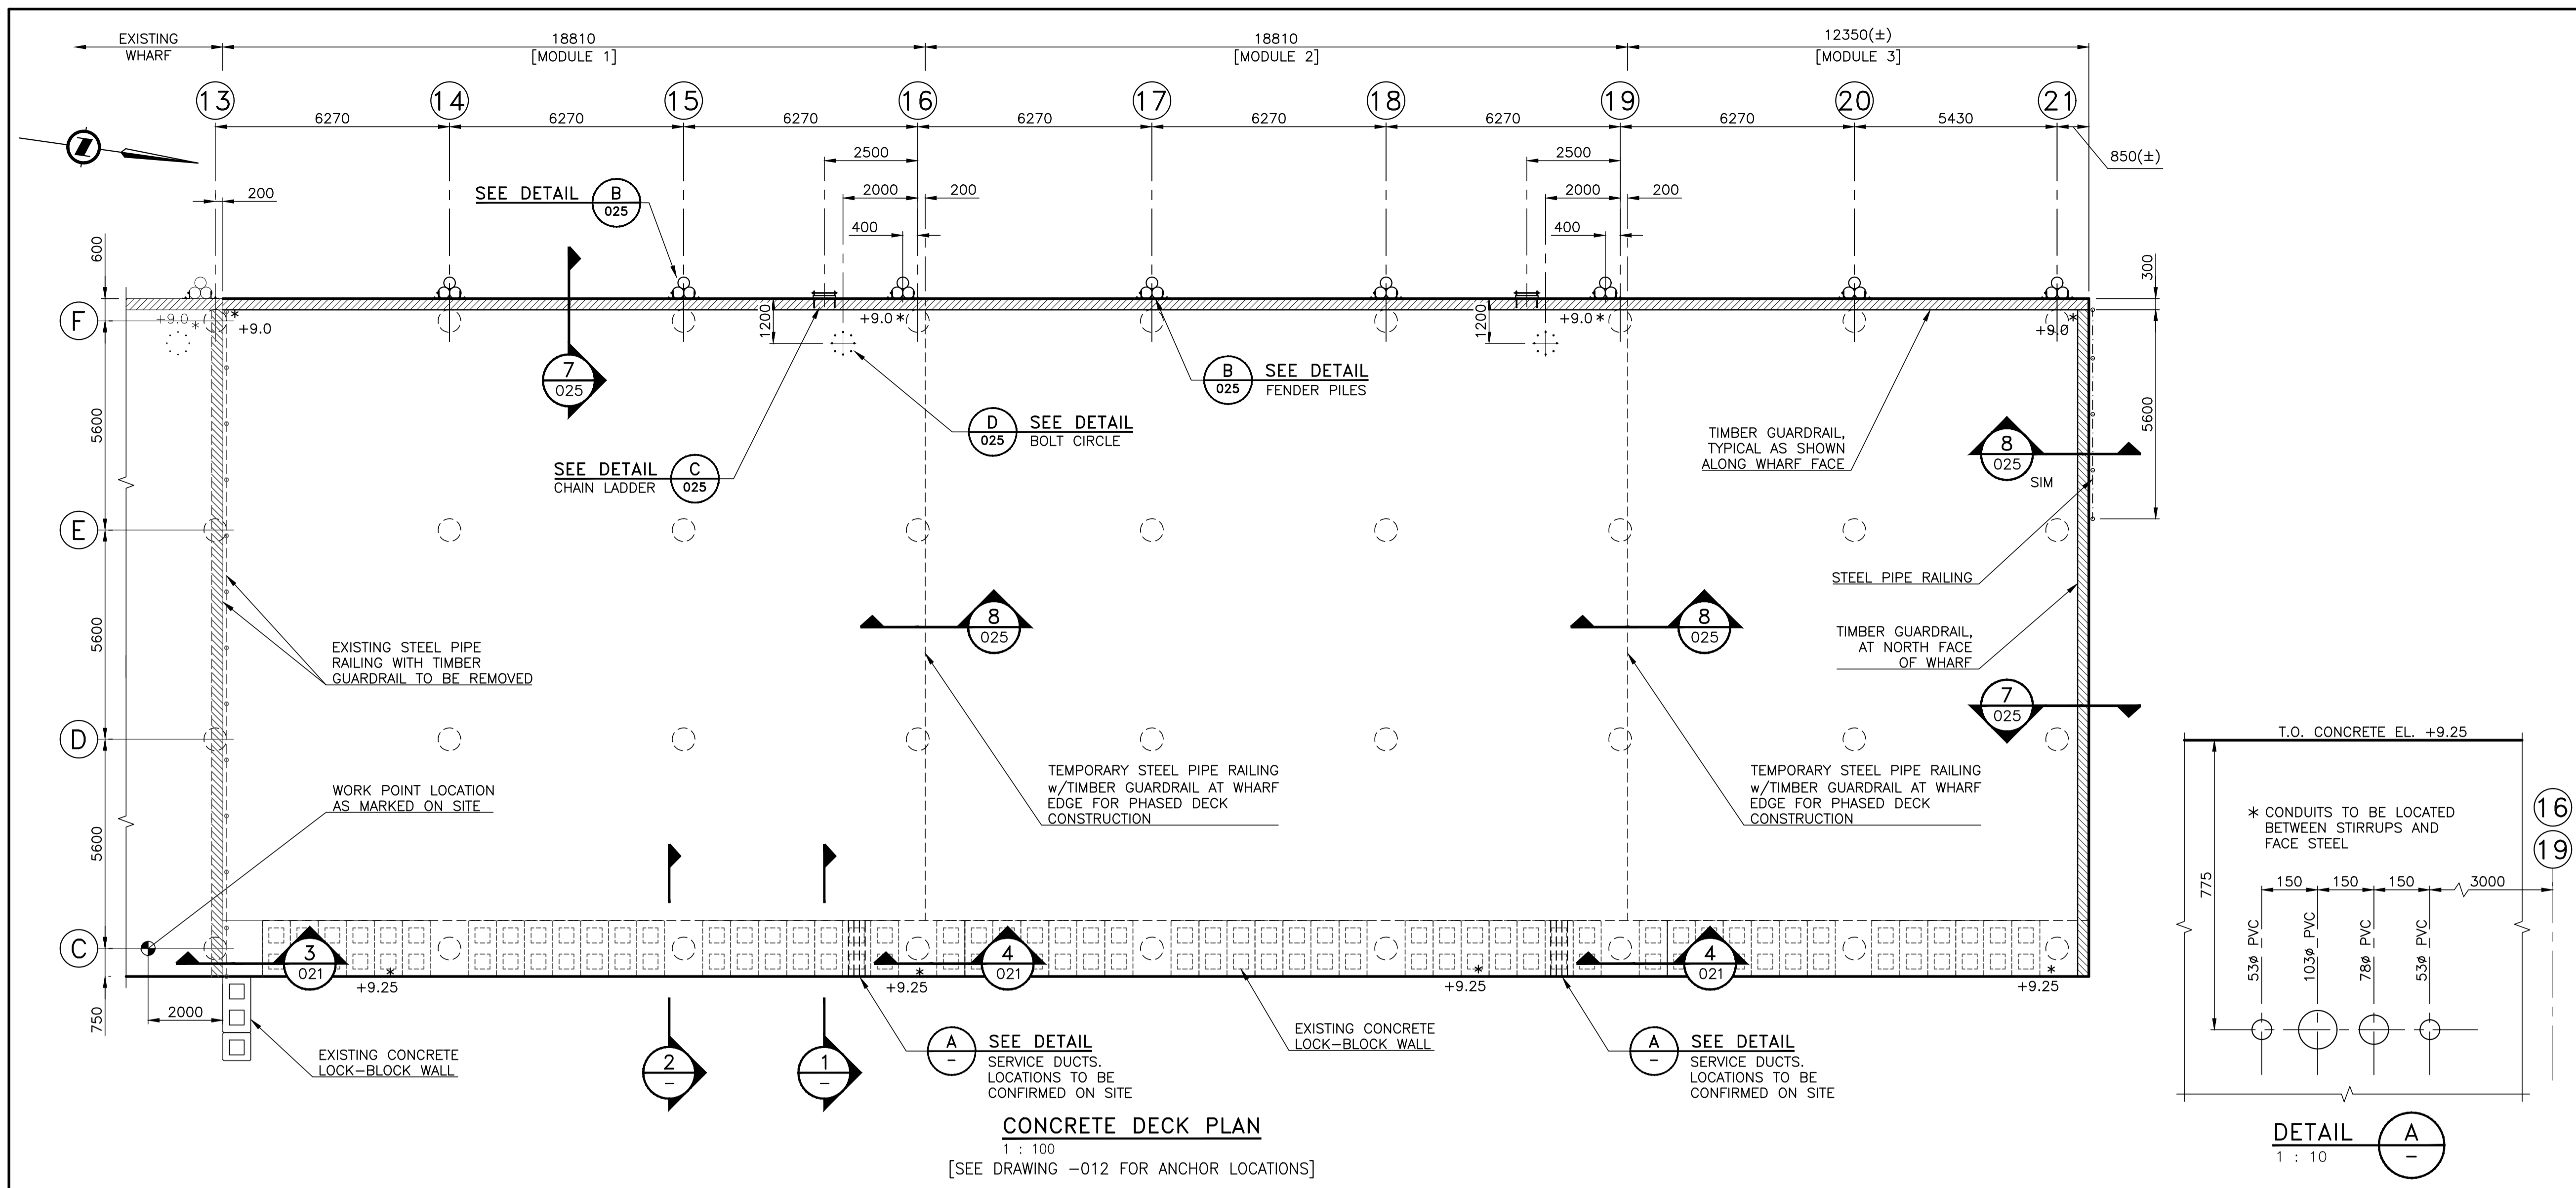 EXISTING
WHARF
18810
[MODULE 1]
18810
[MODULE 2]
12350(±)
[MODULE 3]
13
14
15
16
17
18
19
20
21
6270
6270
6270
6270
6270
6270
6270
5430
850(±)
Z
200
2500
2000
200
400
2500
2000
200
400
SEE DETAIL
B
025
600
300
F
+9.0 *
*
+9.0
1200
+9.0 *
1200
+9.0 *
*
+9.0
7
025
B
025
SEE DETAIL
FENDER PILES
D
025
SEE DETAIL
BOLT CIRCLE
SEE DETAIL
CHAIN LADDER
C
025
TIMBER GUARDRAIL,
TYPICAL AS SHOWN
ALONG WHARF FACE
8
025
SIM
5600
5600
E
STEEL PIPE RAILING
8
025
8
025
5600
EXISTING STEEL PIPE
RAILING WITH TIMBER
GUARDRAIL TO BE REMOVED
TIMBER GUARDRAIL,
AT NORTH FACE
OF WHARF
7
025
D
TEMPORARY STEEL PIPE RAILING
w/TIMBER GUARDRAIL AT WHARF
EDGE FOR PHASED DECK
CONSTRUCTION
TEMPORARY STEEL PIPE RAILING
w/TIMBER GUARDRAIL AT WHARF
EDGE FOR PHASED DECK
CONSTRUCTION
WORK POINT LOCATION
AS MARKED ON SITE
5600
C
3
021
4
021
4
021
*
+9.25
*
+9.25
*
+9.25
*
+9.25
750
2000
EXISTING CONCRETE
LOCK-BLOCK WALL
2
-
1
-
A
-
SEE DETAIL
SERVICE DUCTS.
LOCATIONS TO BE
CONFIRMED ON SITE
EXISTING CONCRETE
LOCK-BLOCK WALL
A
-
SEE DETAIL
SERVICE DUCTS.
LOCATIONS TO BE
CONFIRMED ON SITE
CONCRETE DECK PLAN
1 : 100
[SEE DRAWING -012 FOR ANCHOR LOCATIONS]
T.O. CONCRETE EL. +9.25
* CONDUITS TO BE LOCATED
BETWEEN STIRRUPS AND
FACE STEEL
16
19
775
150
150
150
3000
53ø PVC
103ø PVC
78ø PVC
53ø PVC
DETAIL
1 : 10
A
-